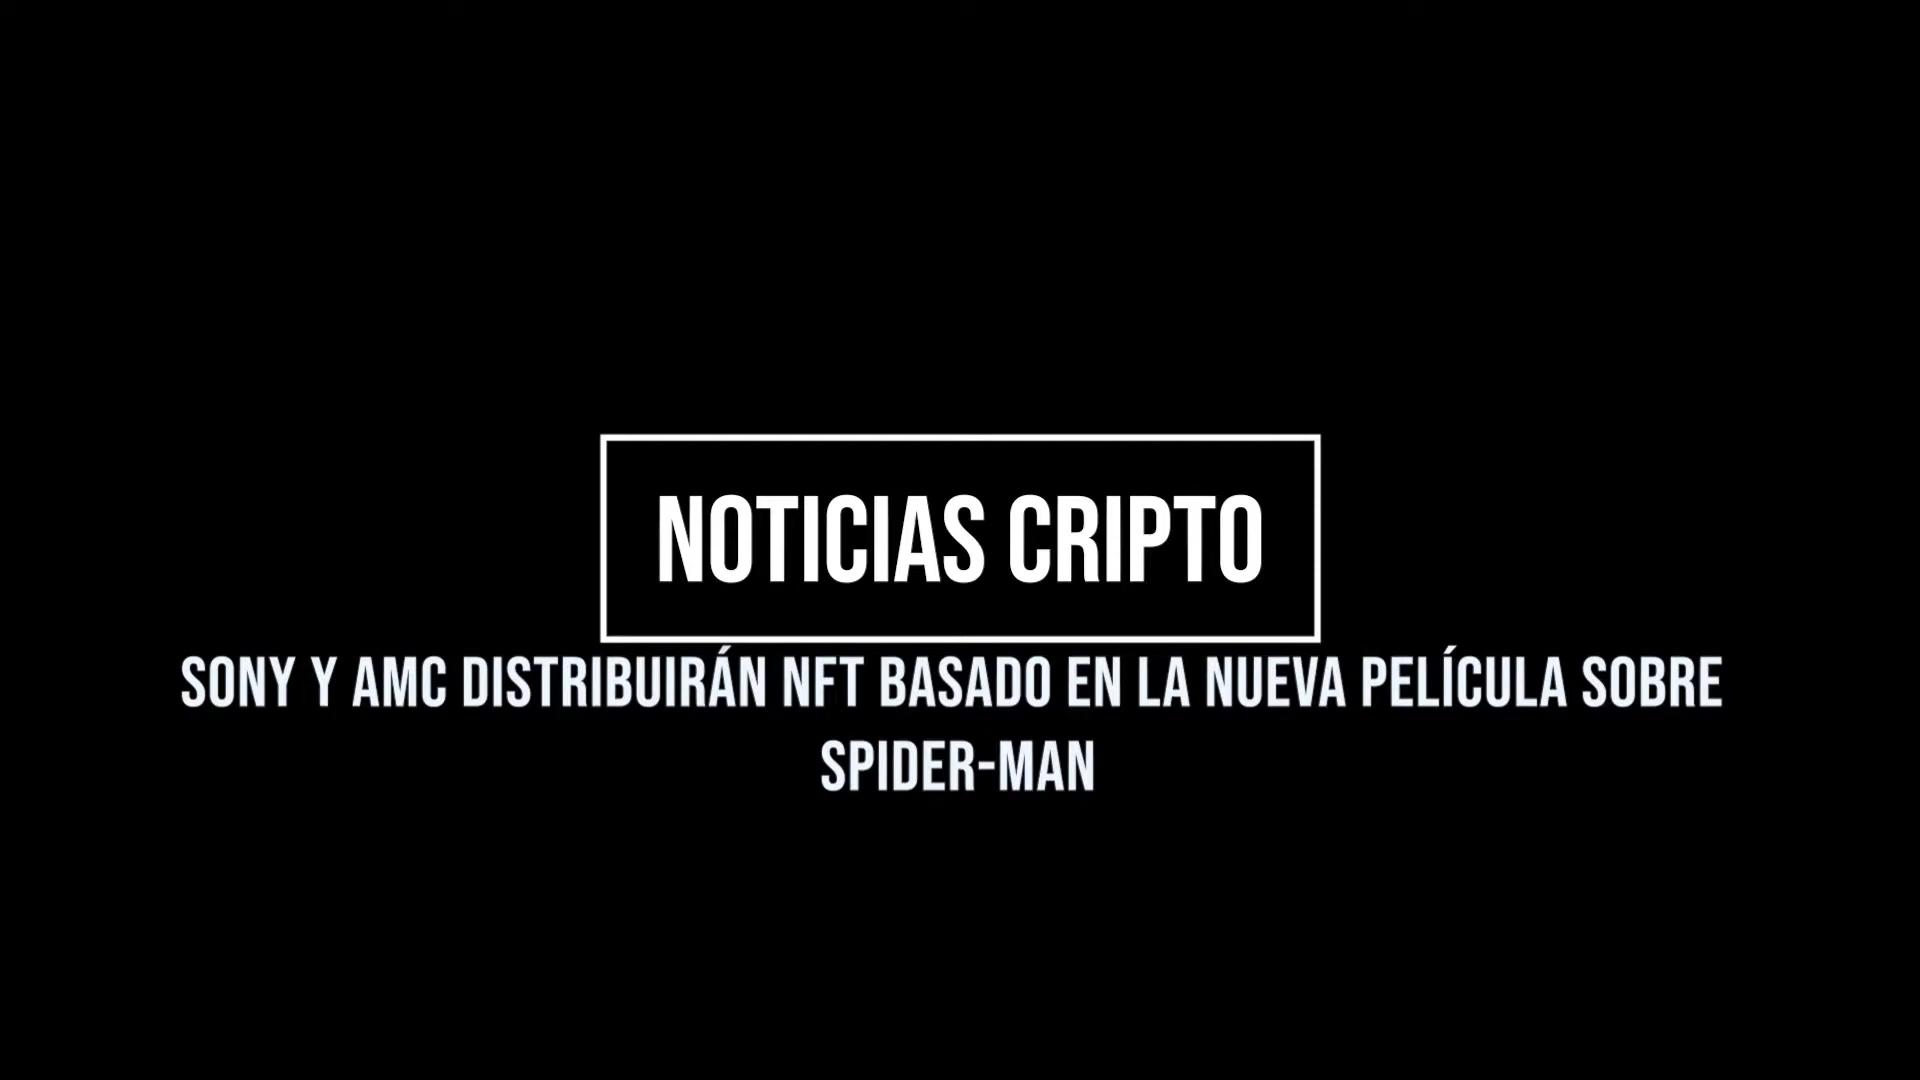 NOTICIAS CRIPTO
SONY Y AMC DISTRIBUIRÁN NFT BASADO EN LA NUEVA PELÍCULA SOBRE
SPIDER-MAN